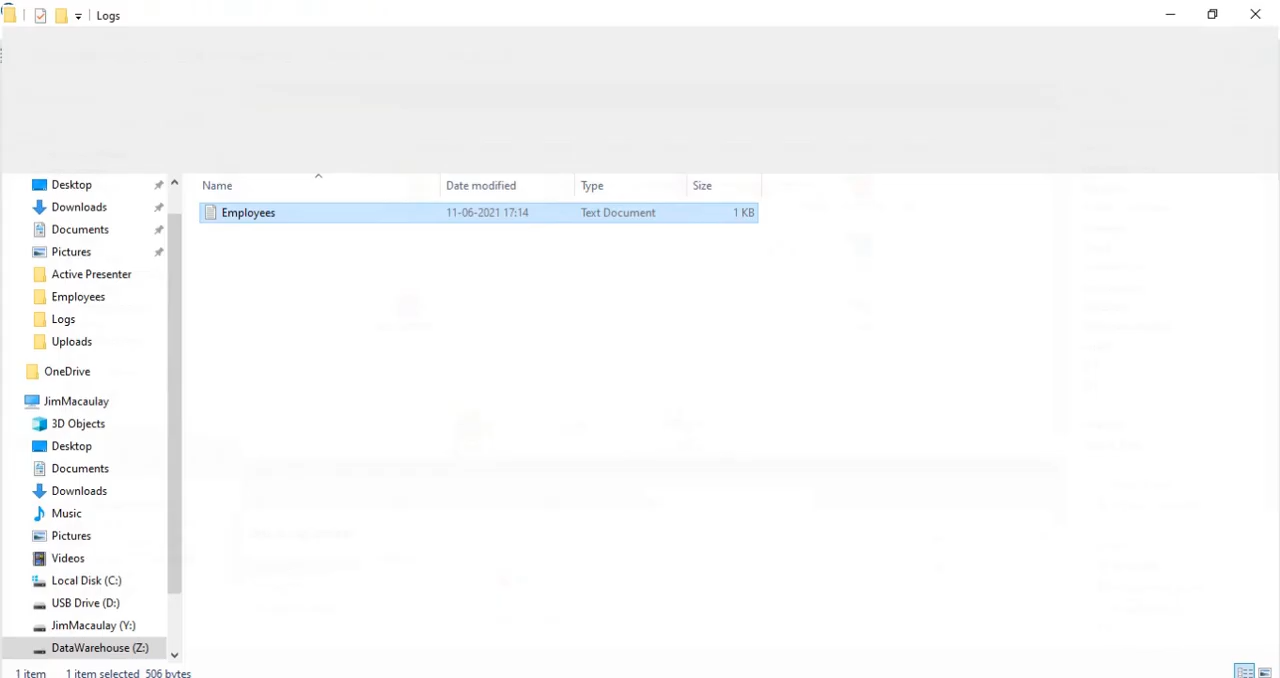 Logs
Name Date modified Type Size
Employees 11-06-2021 17:14 Text Document 1 KB
Desktop
Downloads
Documents
Pictures
Active Presenter
Employees
Logs
Uploads
OneDrive
JimMacaulay
3D Objects
Desktop
Documents
Downloads
Music
Pictures
Videos
Local Disk (C:)
USB Drive (D:)
JimMacaulay (Y:)
DataWarehouse (Z:)
1 item 1 item selected 506 bytes